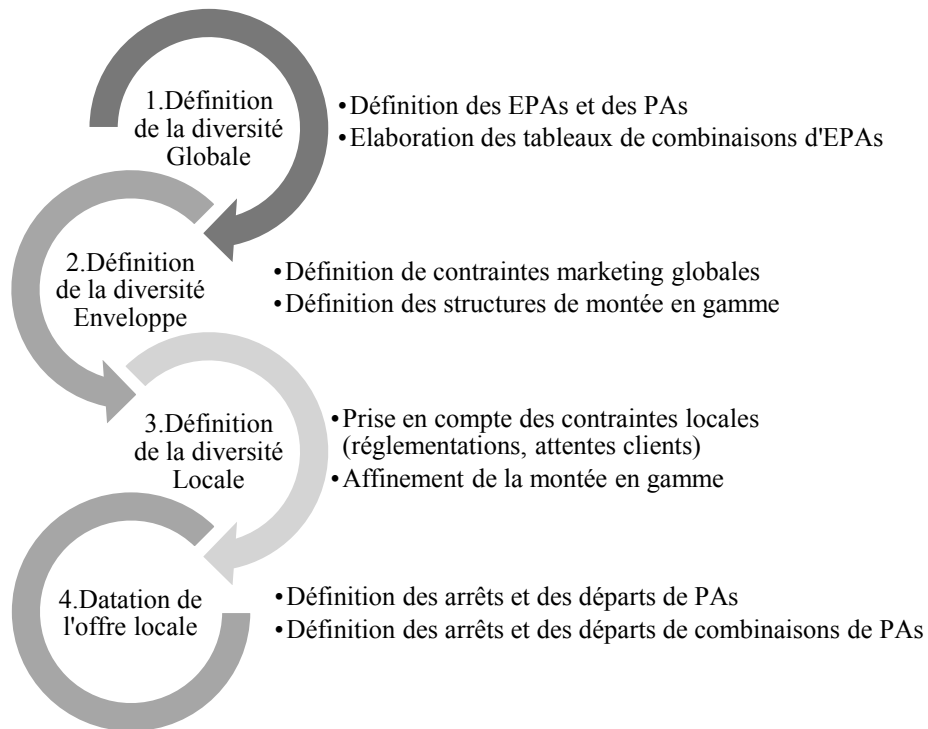 1.Définition
de la diversité
Globale
•Définition des EPAs et des PAs
•Elaboration des tableaux de combinaisons d'EPAs
2.Définition
de la diversité
Enveloppe
•Définition de contraintes marketing globales
•Définition des structures de montée en gamme
3.Définition
de la diversité
Locale
•Prise en compte des contraintes locales
(réglementations, attentes clients)
•Affinement de la montée en gamme
4.Datation de
l'offre locale
•Définition des arrêts et des départs de PAs
•Définition des arrêts et des départs de combinaisons de PAs